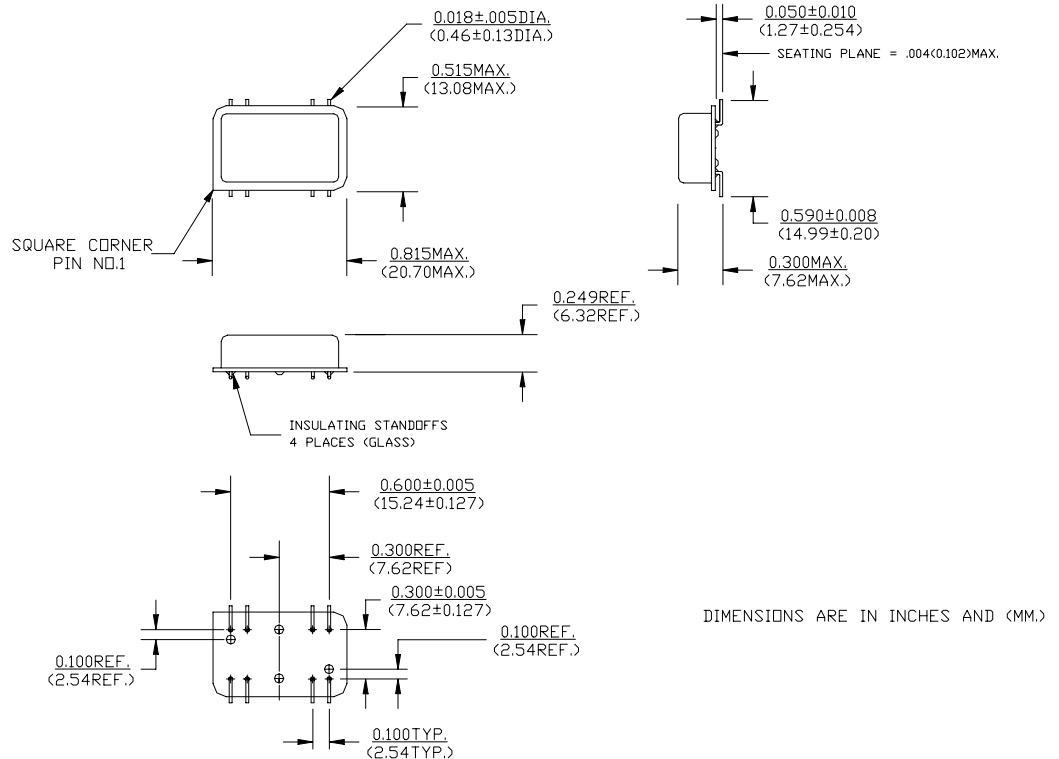 0.018±.005DIA.
(0.46±0.13DIA.)
0.515MAX.
(13.08MAX.)
SQUARE CORNER
PIN NO.1
0.815MAX.
(20.70MAX.)
0.050±0.010
(1.27±0.254)
SEATING PLANE = .004(0.102)MAX.
0.590±0.008
(14.99±0.20)
0.300MAX.
(7.62MAX.)
0.249REF.
(6.32REF.)
INSULATING STANDOFFS
4 PLACES (GLASS)
0.600±0.005
(15.24±0.127)
0.300REF.
(7.62REF)
0.300±0.005
(7.62±0.127)
0.100REF.
(2.54REF.)
0.100REF.
(2.54REF.)
0.100TYP.
(2.54TYP.)
DIMENSIONS ARE IN INCHES AND (MM.)